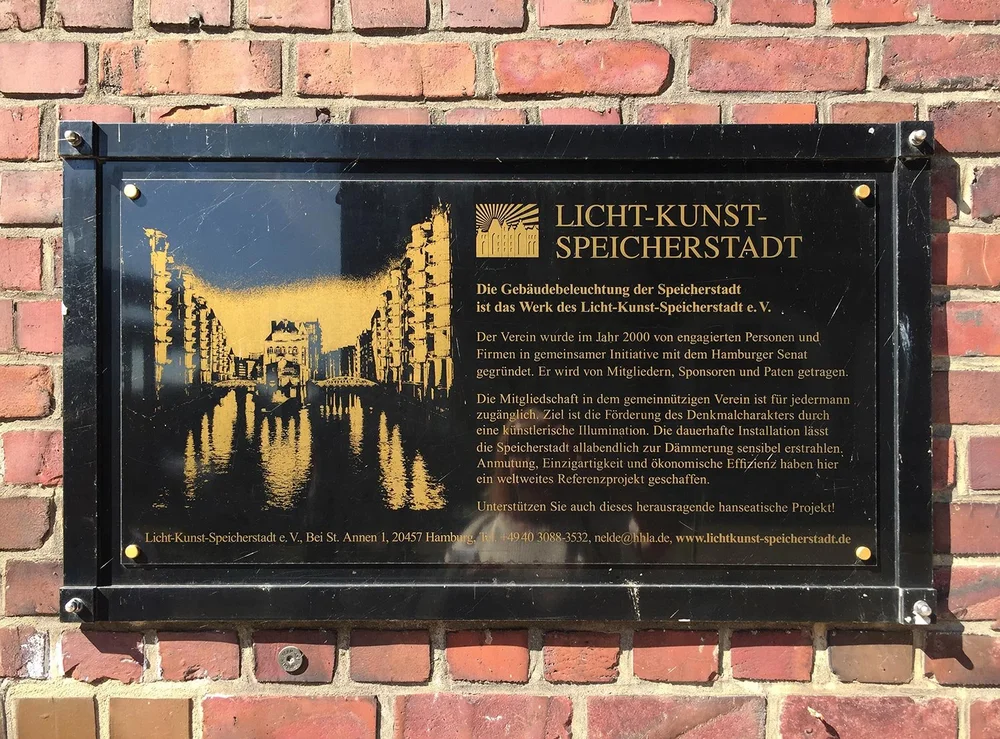 LICHT-KUNST-
SPEICHERSTADT
Die Gebäudebeleuchtung der Speicherstadt
ist das Werk des Licht-Kunst-Speicherstadt e. V.
Der Verein wurde im Jahr 2000 von engagierten Personen und
Firmen in gemeinsamer Initiative mit dem Hamburger Senat
gegründet. Er wird von Mitgliedern, Sponsoren und Paten getragen.
Die Mitgliedschaft in dem gemeinnützigen Verein ist für jedermann
zugänglich. Ziel ist die Förderung des Denkmalcharakters durch
eine künstlerische Illumination. Die dauerhafte Installation lässt
die Speicherstadt allabendlich zur Dämmerung sensibel erstrahlen.
Anmutung, Einzigartigkeit und ökonomische Effizienz haben hier
ein weltweites Referenzprojekt geschaffen.
Unterstützen Sie auch dieses herausragende hanseatische Projekt!
Licht-Kunst-Speicherstadt e. V., Bei St. Annen 1, 20457 Hamburg, Tel. +49 40 3088-3532, nelde@hhla.de, www.lichtkunst-speicherstadt.de